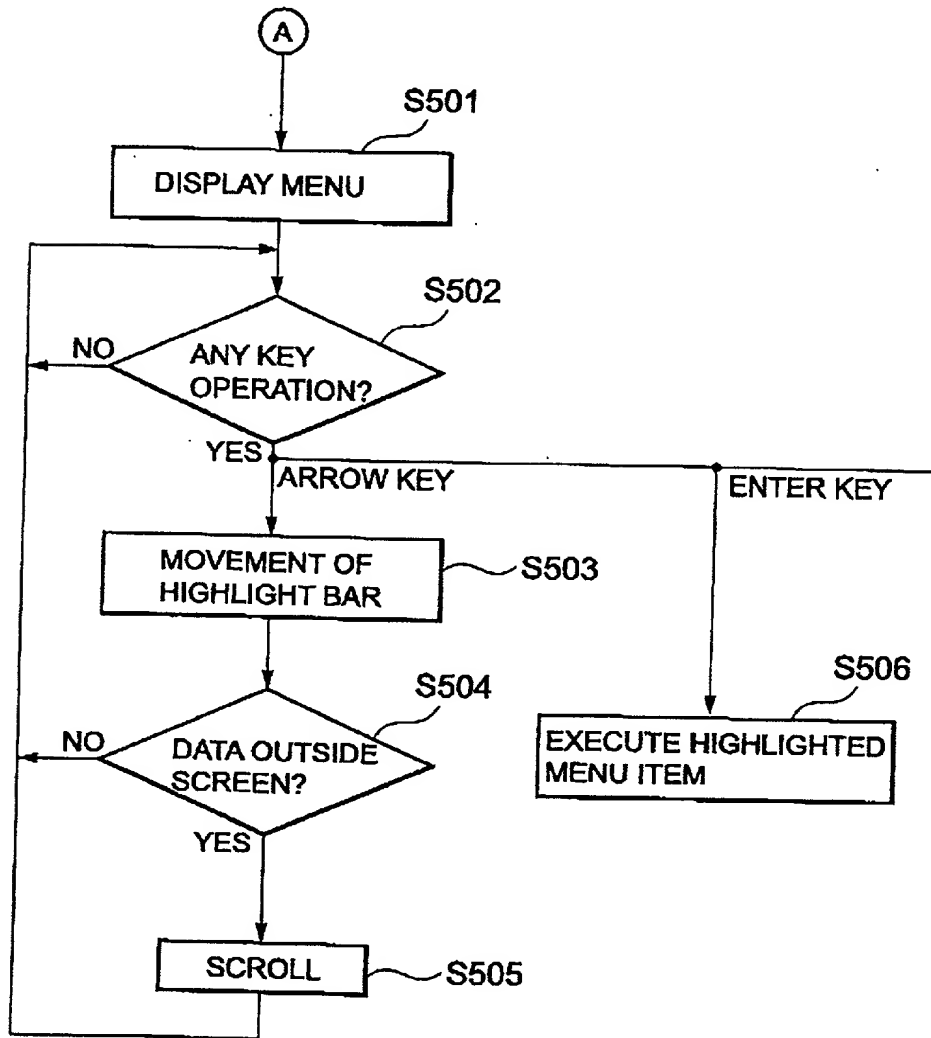 A
S501
DISPLAY MENU
S502
NO
ANY KEY
OPERATION?
YES
ARROW KEY
ENTER KEY
MOVEMENT OF
HIGHLIGHT BAR
S503
S504
NO
DATA OUTSIDE
SCREEN?
YES
S506
EXECUTE HIGHLIGHTED
MENU ITEM
SCROLL
S505